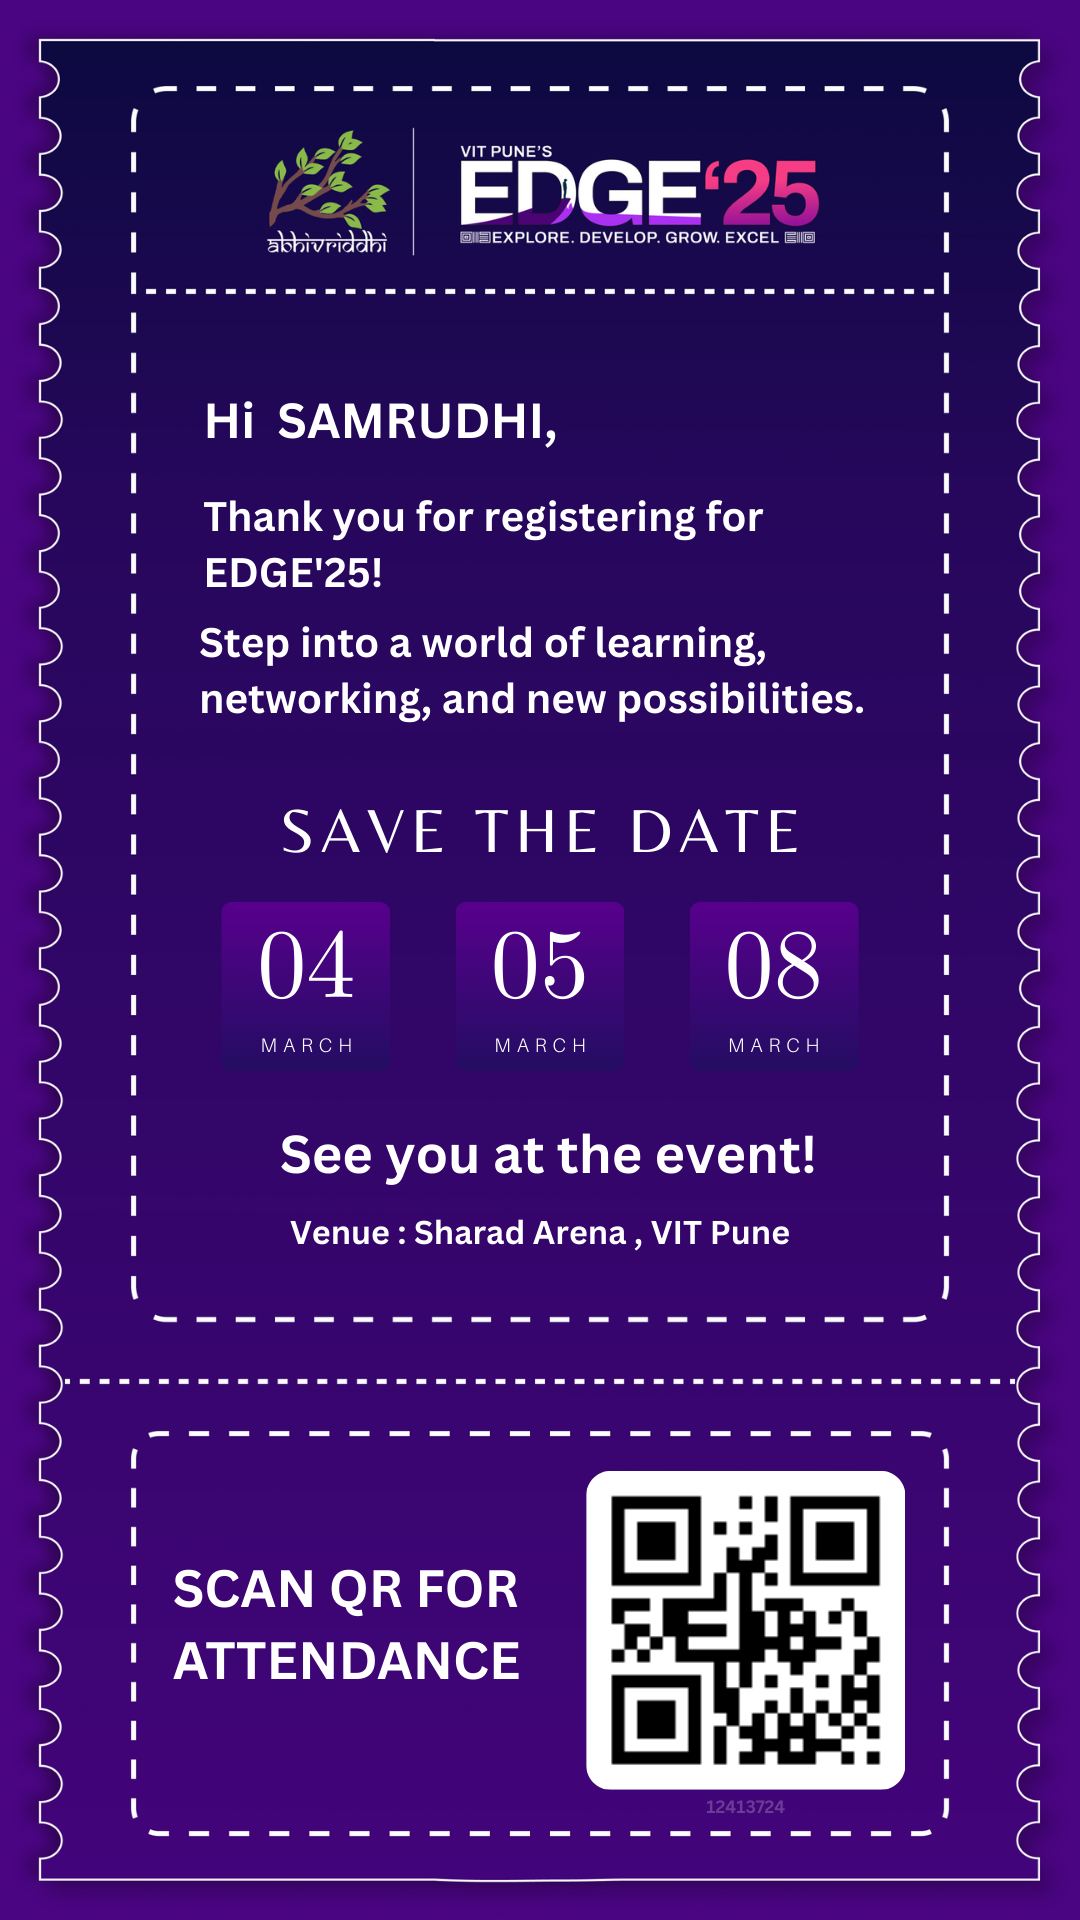 abhivriddhi
VIT PUNE'S
EDGE‘25
EXPLORE. DEVELOP. GROW. EXCEL
Hi SAMRUDHI,
Thank you for registering for
EDGE'25!
Step into a world of learning,
networking, and new possibilities.
SAVE THE DATE
04 05 08
MARCH MARCH MARCH
See you at the event!
Venue : Sharad Arena , VIT Pune
SCAN QR FOR
ATTENDANCE
12413724